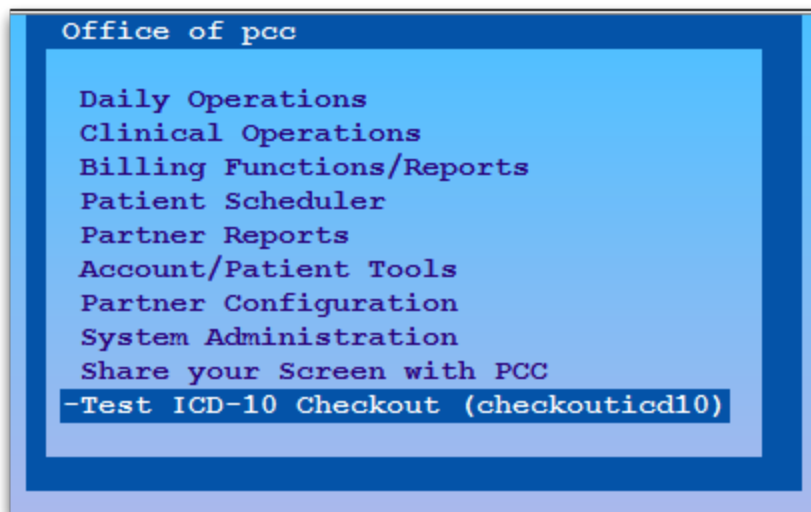 Office of pcc
Daily Operations
Clinical Operations
Billing Functions/Reports
Patient Scheduler
Partner Reports
Account/Patient Tools
Partner Configuration
System Administration
Share your Screen with PCC
-Test ICD-10 Checkout (checkouticd10)